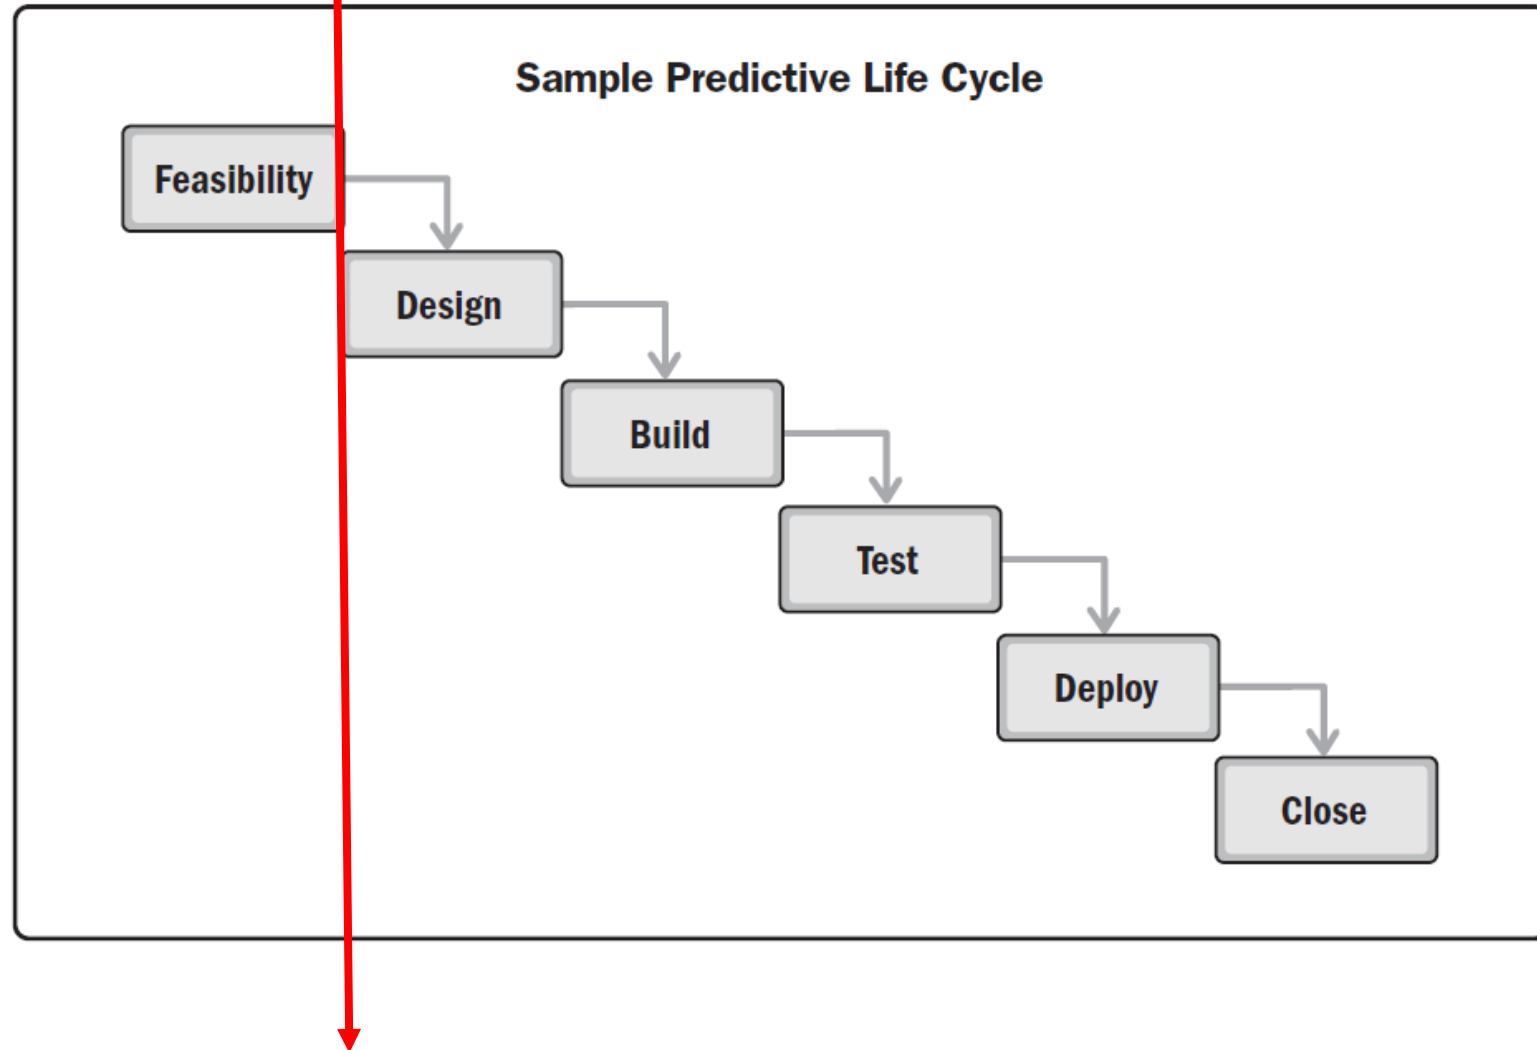 Sample Predictive Life Cycle
Feasibility
Design
Build
Test
Deploy
Close